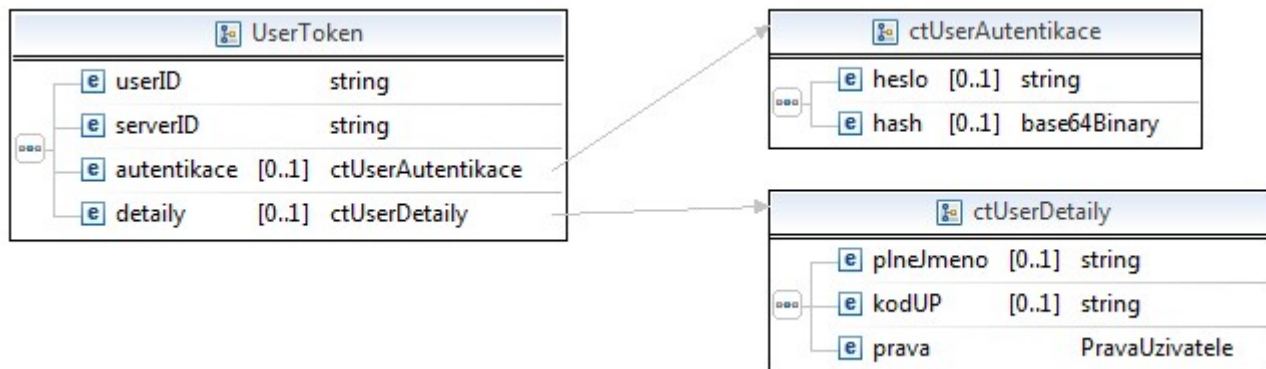 UserToken
userID string
serverID string
autentikace [0..1] ctUserAutentikace
detaily [0..1] ctUserDetaily
ctUserAutentikace
heslo [0..1] string
hash [0..1] base64Binary
ctUserDetaily
plneJmeno [0..1] string
kodUP [0..1] string
prava PravaUzivatele